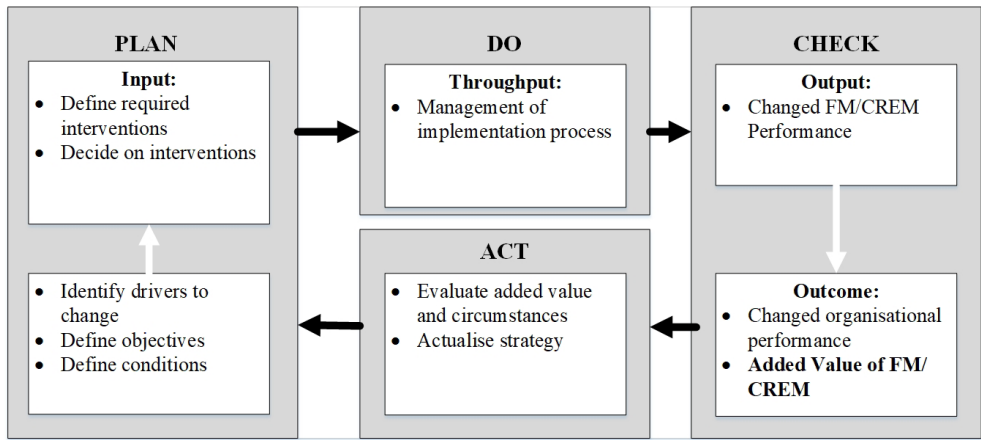 PLAN
Input:
• Define required
interventions
• Decide on interventions
• Identify drivers to
change
• Define objectives
• Define conditions
DO
Throughput:
• Management of
implementation process
ACT
• Evaluate added value
and circumstances
• Actualise strategy
CHECK
Output:
• Changed FM/CREM
Performance
Outcome:
• Changed organisational
performance
• Added Value of FM/
CREM